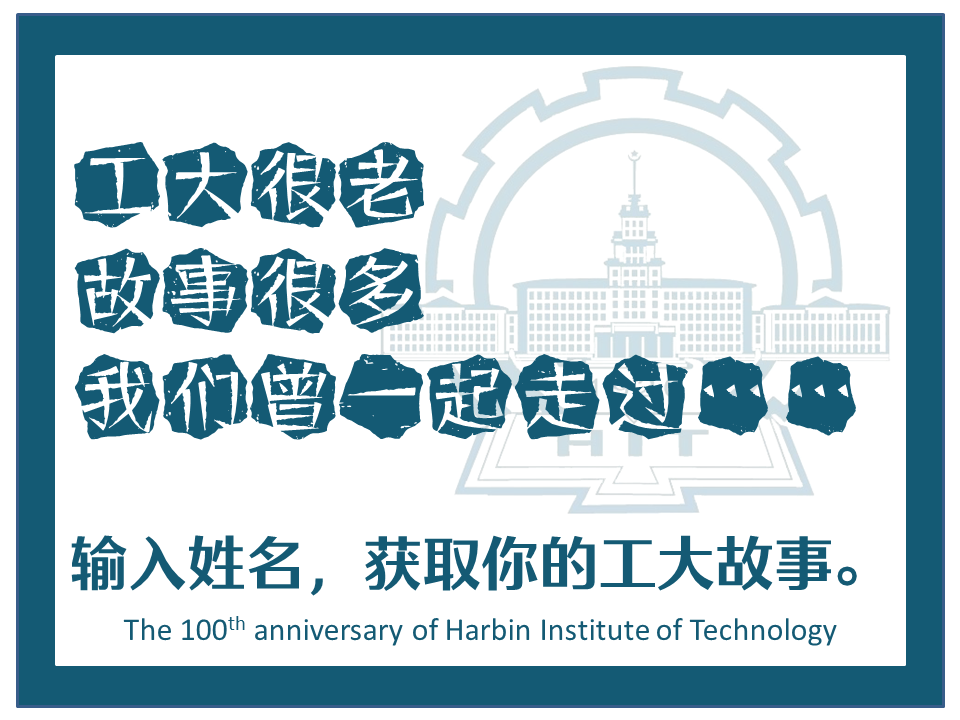 工大很老
故事很多
我们曾一起走过……
HIT
输入姓名，获取你的工大故事。
The 100th anniversary of Harbin Institute of Technology